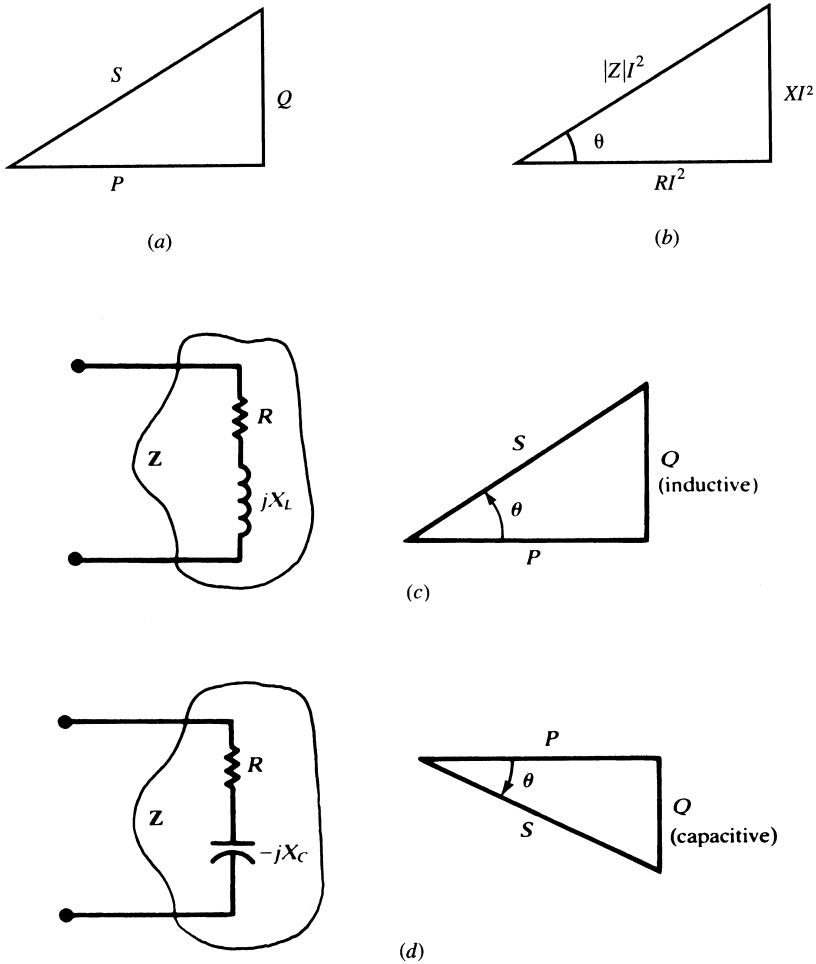 S
Q
P
(a)
|Z|I²
XI²
θ
RI²
(b)
R
Z
jX_L
S
Q
(inductive)
θ
P
(c)
R
Z
-jX_C
P
θ
S
Q
(capacitive)
(d)